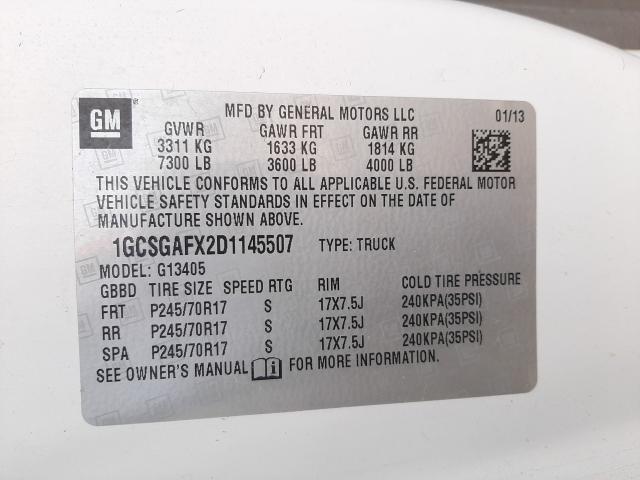 GM
MFD BY GENERAL MOTORS LLC 01/13
GVWR GAWR FRT GAWR RR
3311 KG 1633 KG 1814 KG
7300 LB 3600 LB 4000 LB
THIS VEHICLE CONFORMS TO ALL APPLICABLE U.S. FEDERAL MOTOR
VEHICLE SAFETY STANDARDS IN EFFECT ON THE DATE OF
MANUFACTURE SHOWN ABOVE.
1GCSGAFX2D1145507 TYPE: TRUCK
MODEL: G13405
GBBD TIRE SIZE SPEED RTG RIM COLD TIRE PRESSURE
FRT P245/70R17 S 17X7.5J 240KPA(35PSI)
RR P245/70R17 S 17X7.5J 240KPA(35PSI)
SPA P245/70R17 S 17X7.5J 240KPA(35PSI)
SEE OWNER'S MANUAL FOR MORE INFORMATION.